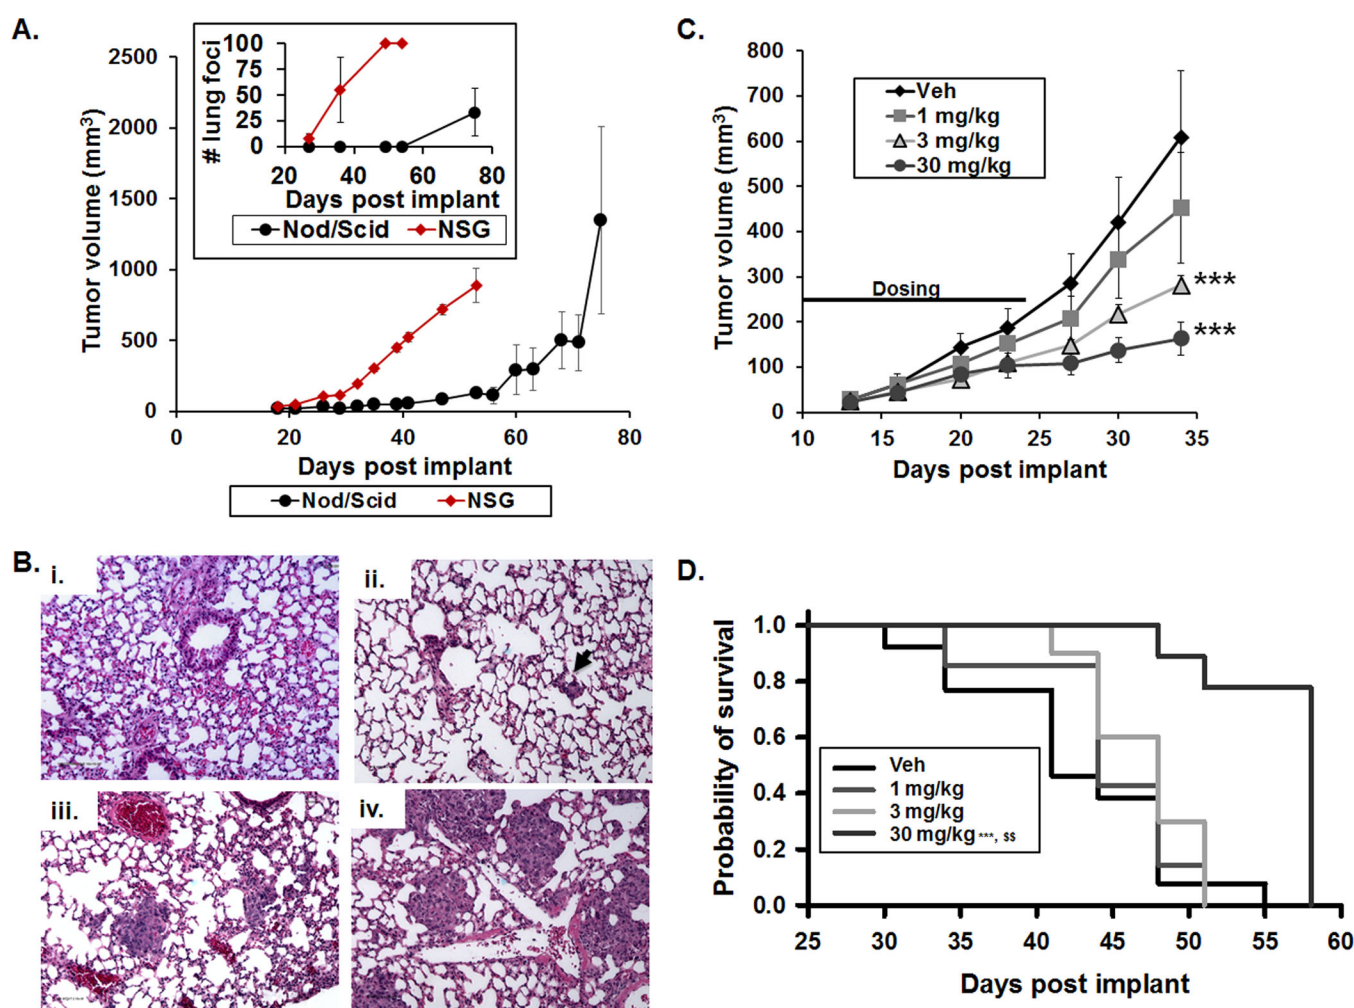 A.
# lung foci
100
75
50
25
0
20 40 60 80
Days post implant
Nod/Scid NSG
Tumor volume (mm3)
2500
2000
1500
1000
500
0
0 20 40 60 80
Days post implant
Nod/Scid NSG
C.
Tumor volume (mm3)
800
700
600
500
400
300
200
100
0
Veh
1 mg/kg
3 mg/kg
30 mg/kg
Dosing
***
***
10 15 20 25 30 35
Days post implant
B.
i.
ii.
iii.
iv.
D.
Probability of survival
1.0
0.8
0.6
0.4
0.2
0.0
Veh
1 mg/kg
3 mg/kg
30 mg/kg ***, $$
25 30 35 40 45 50 55 60
Days post implant